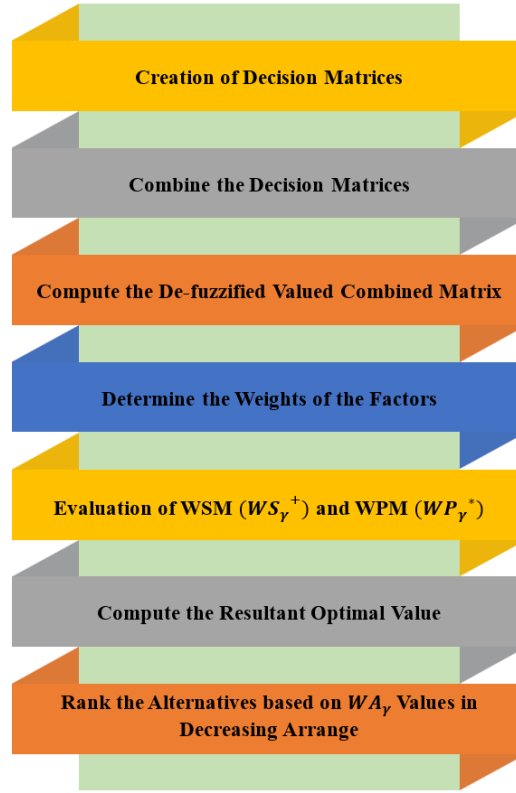 Creation of Decision Matrices
Combine the Decision Matrices
Compute the De-fuzzified Valued Combined Matrix
Determine the Weights of the Factors
Evaluation of WSM (WSᵧ⁺) and WPM (WPᵧ*)
Compute the Resultant Optimal Value
Rank the Alternatives based on WAᵧ Values in
Decreasing Arrange